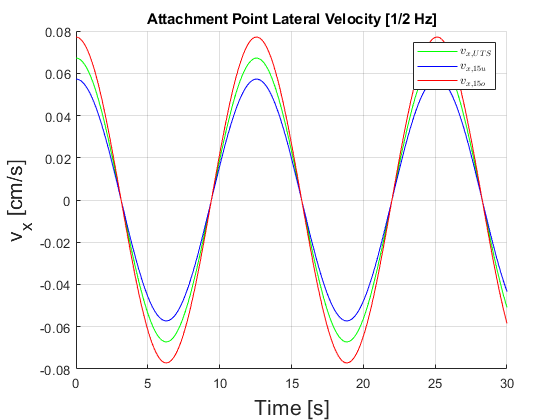 Attachment Point Lateral Velocity [1/2 Hz]
v_{x,UTS}
v_{x,15u}
v_{x,15o}
0.08
0.06
0.04
0.02
0
-0.02
-0.04
-0.06
-0.08
v_x [cm/s]
0 5 10 15 20 25 30
Time [s]